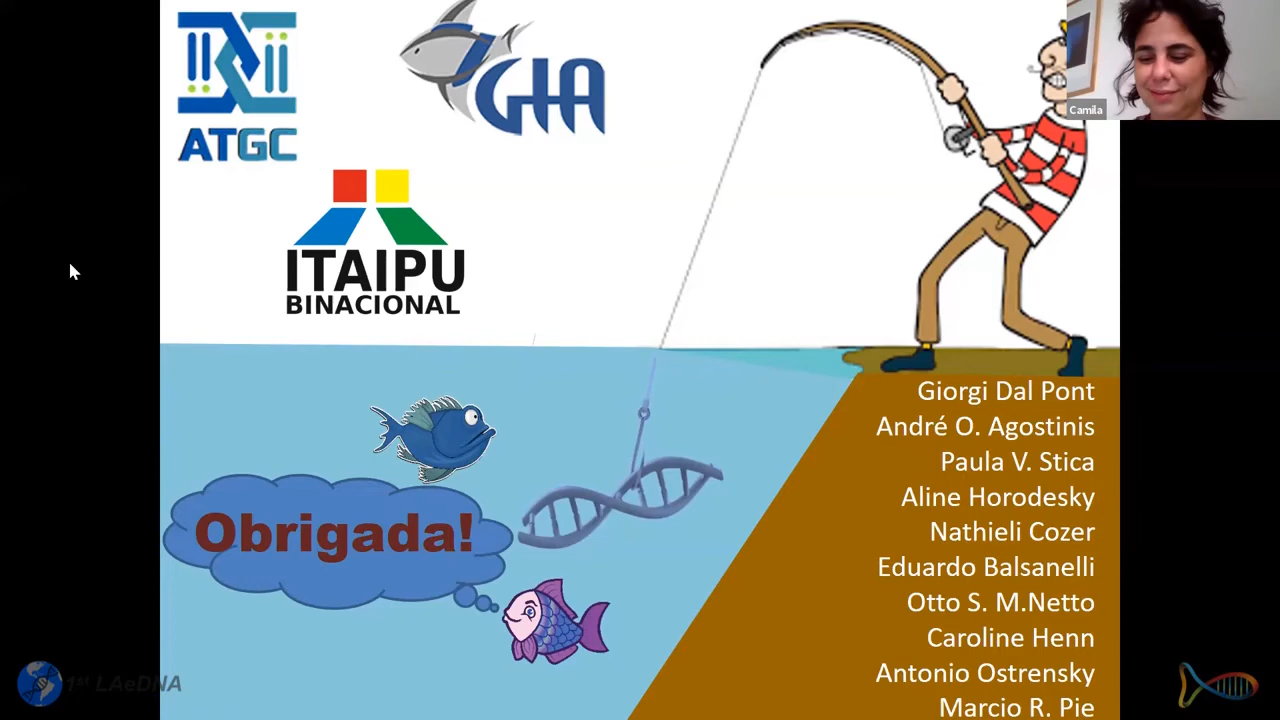 ATGC
GIA
Camila
ITAIPU
BINACIONAL
Obrigada!
Giorgi Dal Pont
André O. Agostinis
Paula V. Stica
Aline Horodesky
Nathieli Cozer
Eduardo Balsanelli
Otto S. M.Netto
Caroline Henn
Antonio Ostrensky
Marcio R. Pie
1st LAeDNA